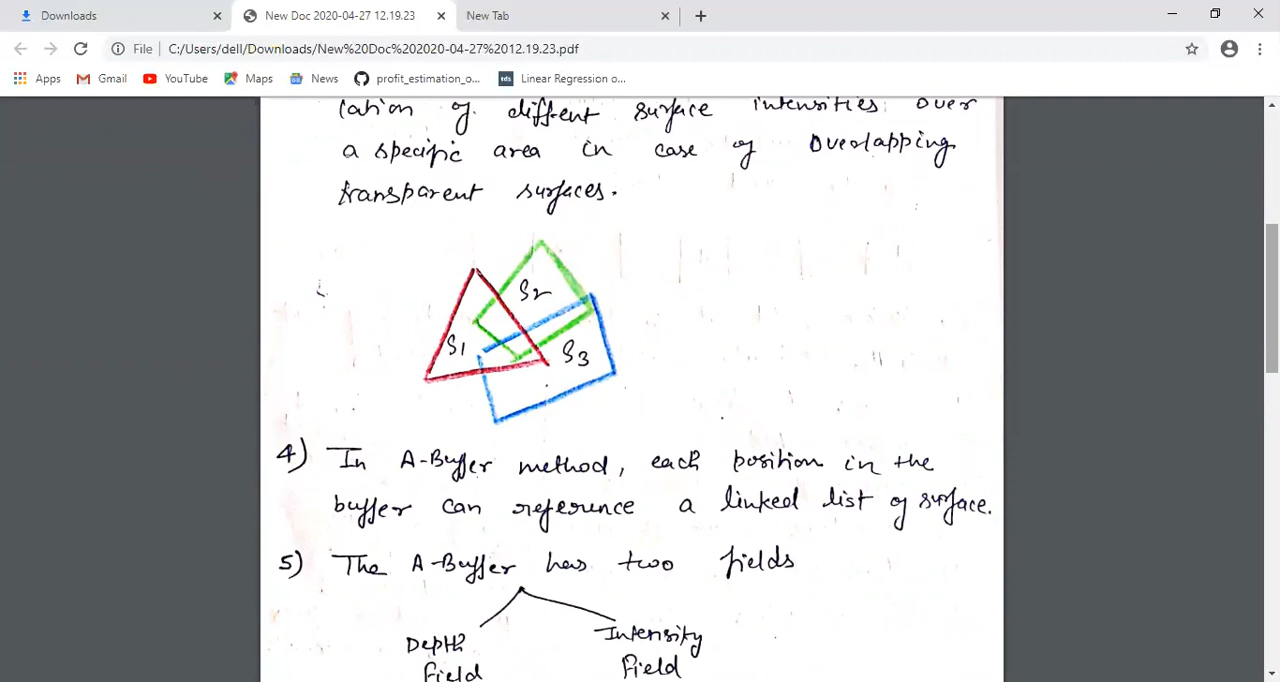 Downloads
New Doc 2020-04-27 12.19.23
New Tab
File
C:/Users/dell/Downloads/New%20Doc%202020-04-27%2012.19.23.pdf
Apps
Gmail
YouTube
Maps
News
profit_estimation_o...
tds
Linear Regression o...
lation of different surface intensities over
a specific area in case of overlapping
transparent surfaces.
S2
S1
S3
4) In A-Buffer method, each position in the
buffer can reference a linked list of surface.
5) The A-Buffer has two fields
Depth
Field
Intensity
Field